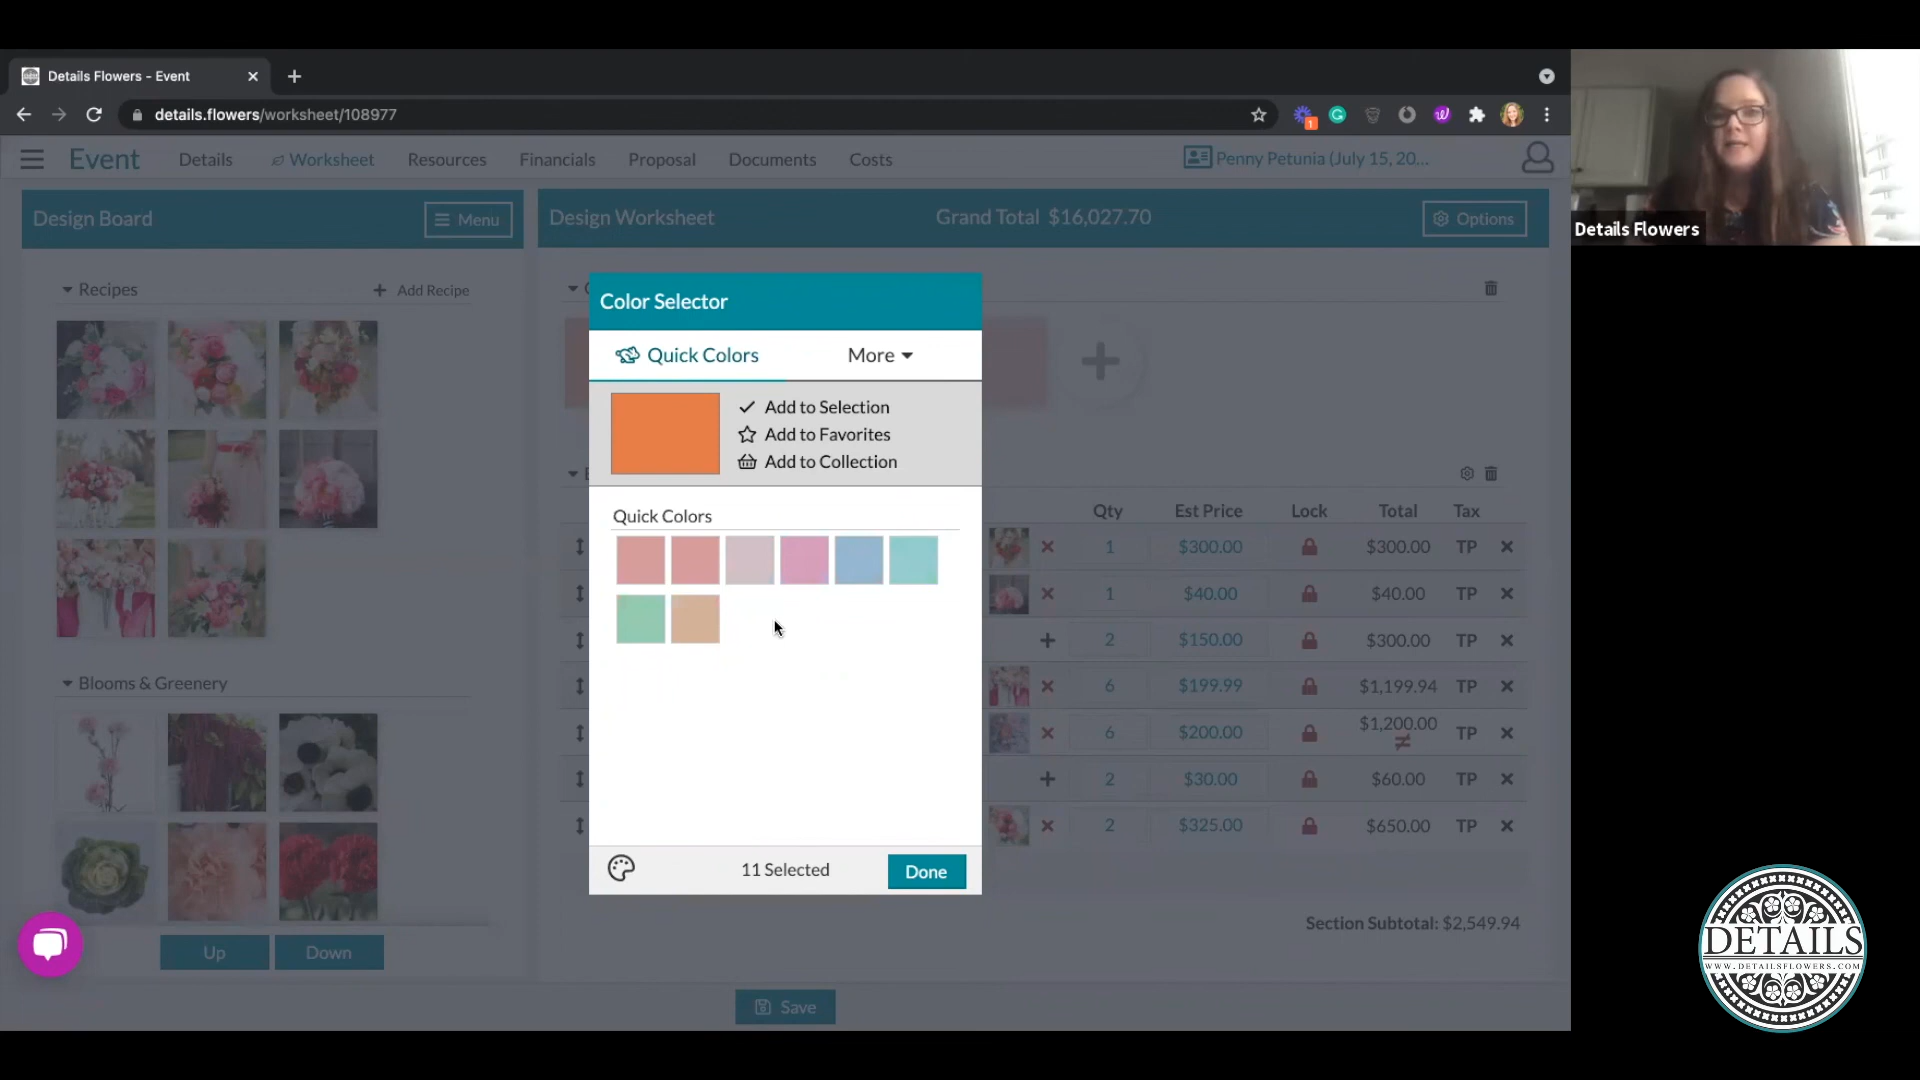 Details Flowers - Event
details.flowers/worksheet/108977
1
Event
Details
Worksheet
Resources
Financials
Proposal
Documents
Costs
Penny Petunia (July 15, 20...
Details Flowers
Design Board
Menu
Design Worksheet
Grand Total $16,027.70
Options
Recipes
Add Recipe
Color Selector
Quick Colors
More
Add to Selection
Add to Favorites
Add to Collection
Quick Colors
Qty Est Price Lock Total Tax
1 $300.00 $300.00 TP
1 $40.00 $40.00 TP
2 $150.00 $300.00 TP
6 $199.99 $1,199.94 TP
6 $200.00 $1,200.00 TP
2 $30.00 $60.00 TP
2 $325.00 $650.00 TP
Blooms & Greenery
11 Selected
Done
Section Subtotal: $2,549.94
Up
Down
Save
DETAILS
WWW.DETAILSFLOWERS.COM